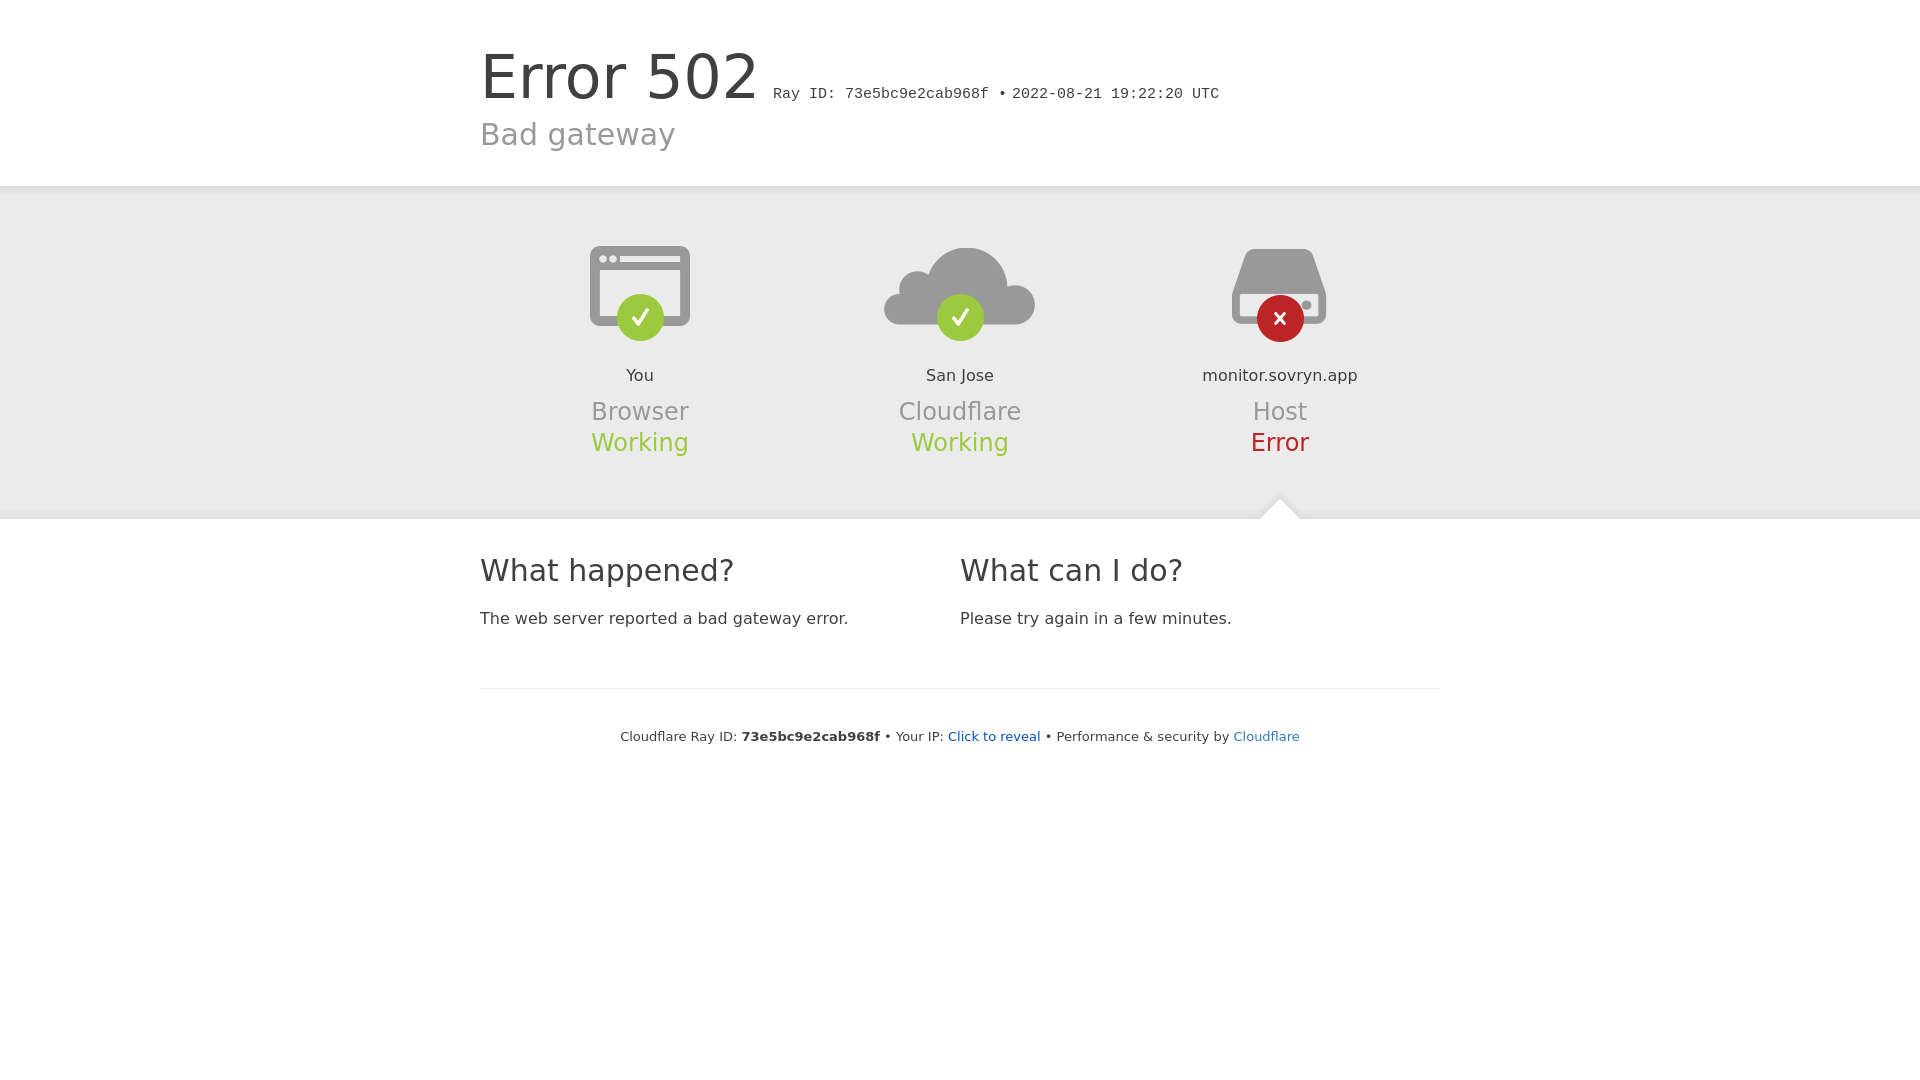 Error 502 Ray ID: 73e5bc9e2cab968f • 2022-08-21 19:22:20 UTC
Bad gateway
You
Browser
Working
San Jose
Cloudflare
Working
monitor.sovryn.app
Host
Error
What happened?
The web server reported a bad gateway error.
What can I do?
Please try again in a few minutes.
Cloudflare Ray ID: 73e5bc9e2cab968f • Your IP: Click to reveal • Performance & security by Cloudflare